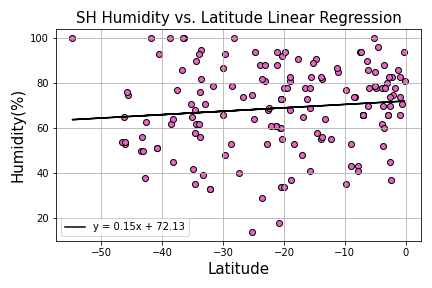 SH Humidity vs. Latitude Linear Regression
Humidity(%)
100
80
60
40
20
y = 0.15x + 72.13
−50
−40
−30
−20
−10
0
Latitude